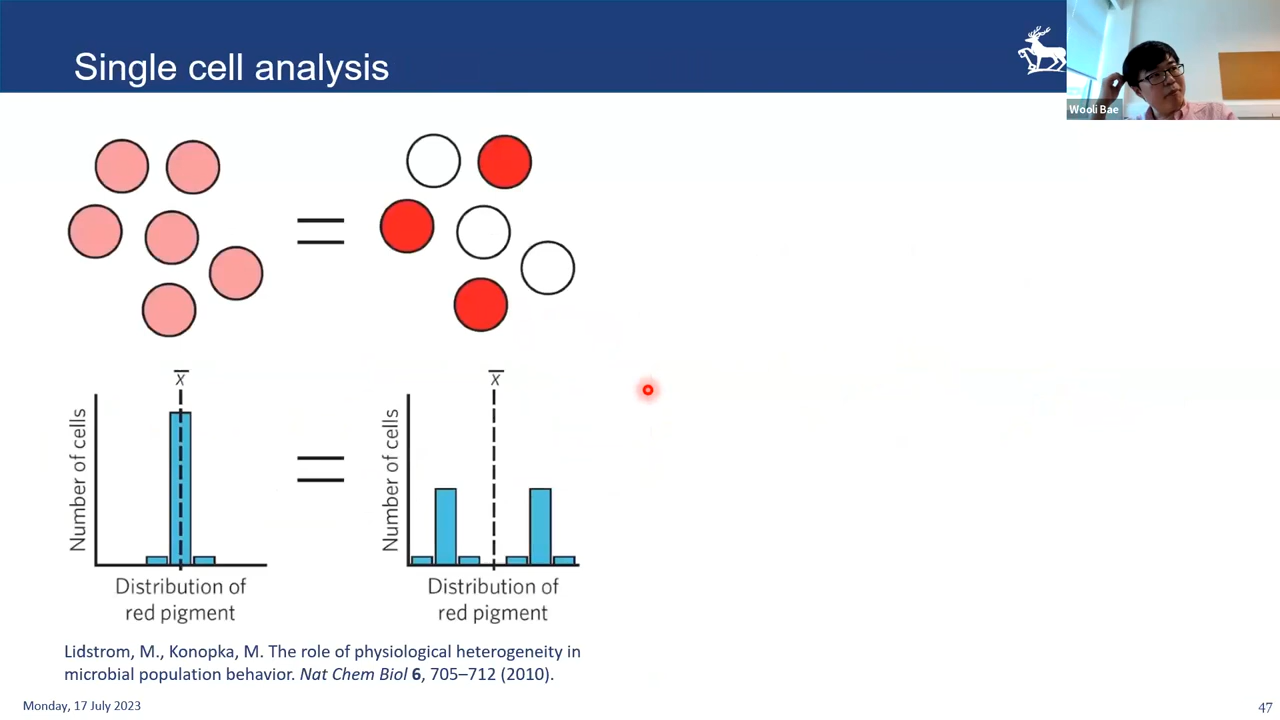 Single cell analysis
Wooli Bae
x̅
x̅
Number of cells
Number of cells
Distribution of
red pigment
Distribution of
red pigment
Lidstrom, M., Konopka, M. The role of physiological heterogeneity in
microbial population behavior. Nat Chem Biol 6, 705–712 (2010).
Monday, 17 July 2023
47